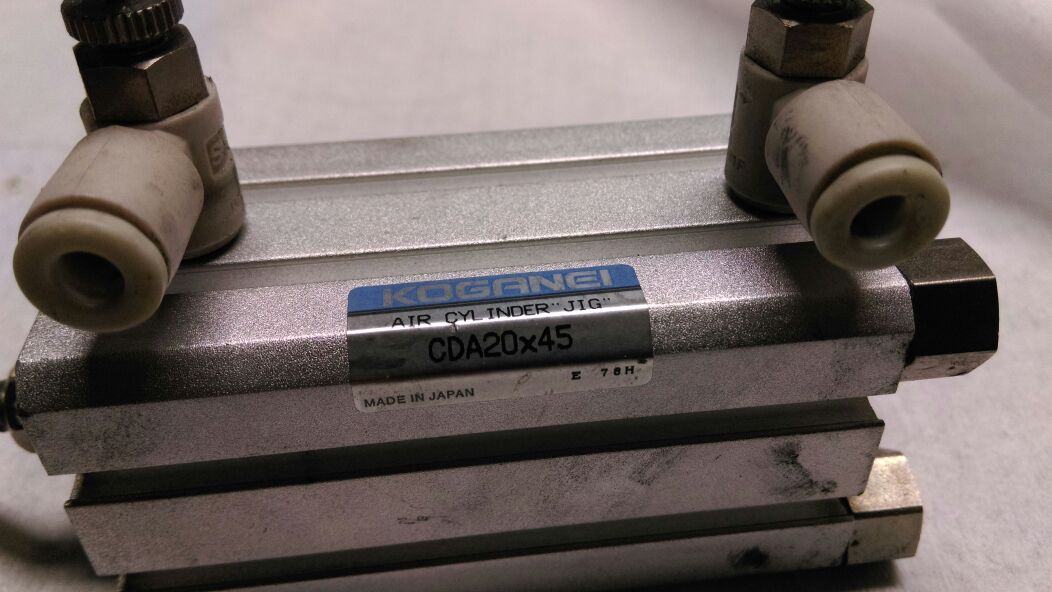 KOGANEI
AIR CYLINDER "JIG"
CDA20x45
E 78H
MADE IN JAPAN